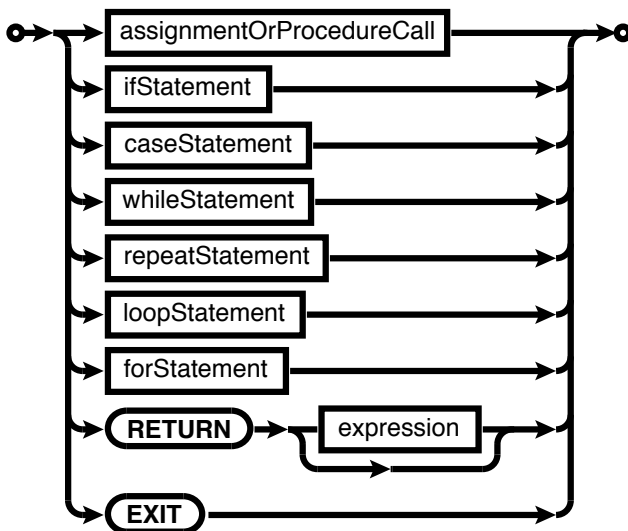 assignmentOrProcedureCall
ifStatement
caseStatement
whileStatement
repeatStatement
loopStatement
forStatement
RETURN expression
EXIT